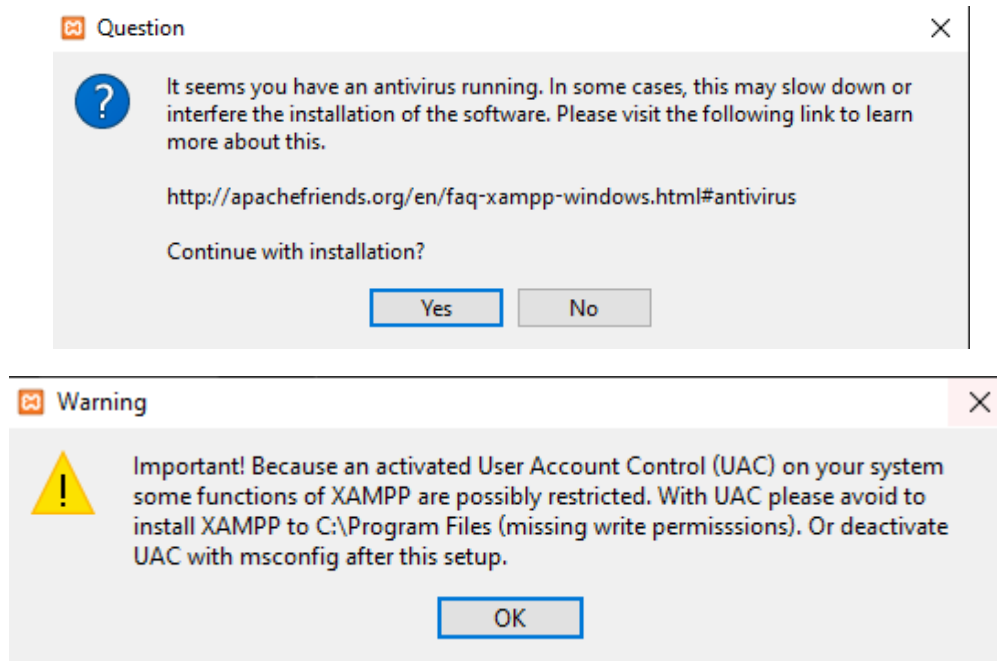 Question
It seems you have an antivirus running. In some cases, this may slow down or
interfere the installation of the software. Please visit the following link to learn
more about this.
http://apachefriends.org/en/faq-xampp-windows.html#antivirus
Continue with installation?
Yes No
Warning
Important! Because an activated User Account Control (UAC) on your system
some functions of XAMPP are possibly restricted. With UAC please avoid to
install XAMPP to C:\Program Files (missing write permisssions). Or deactivate
UAC with msconfig after this setup.
OK